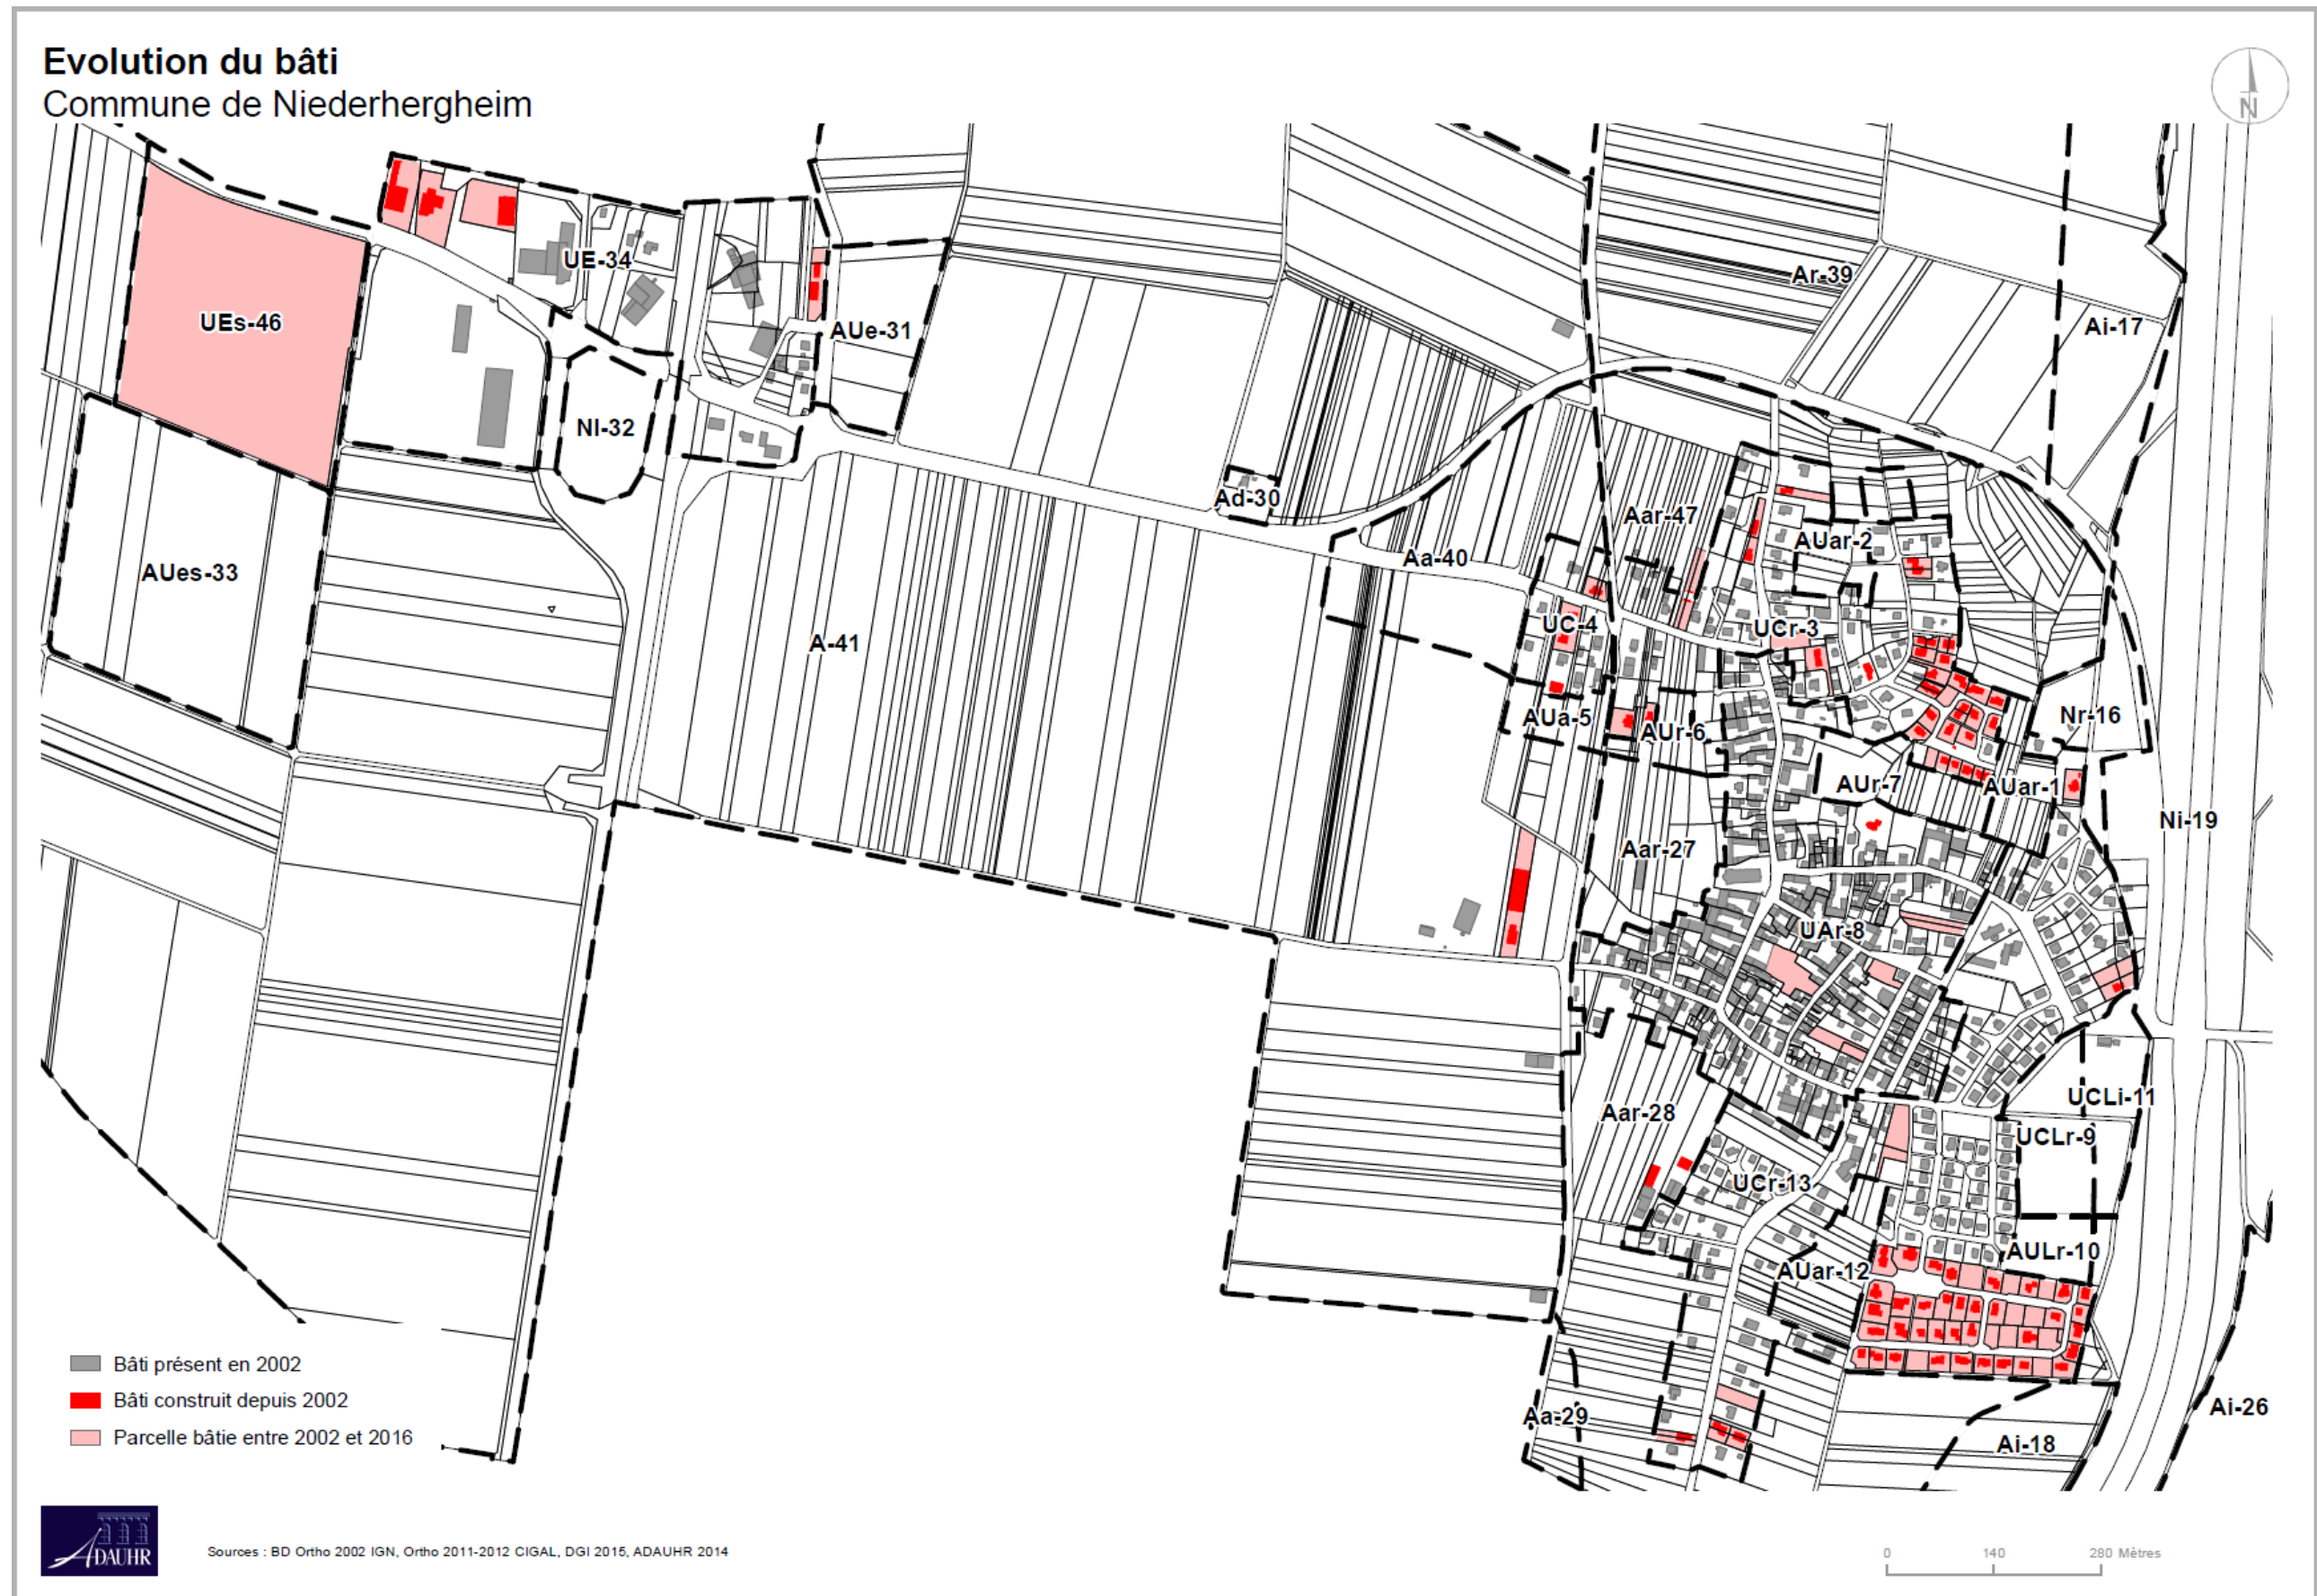 Evolution du bâti
Commune de Niederhergheim
N
Ar-39
UE-34
UEs-46
Ai-17
AUe-31
Nl-32
Ad-30
Aar-47
AUar-2
Aa-40
AUes-33
UC-4
UCr-3
A-41
AUa-5
Nr-16
AUr-6
AUr-7
AUar-1
Ni-19
Aar-27
UAr-8
UCLi-11
Aar-28
UCLr-9
UCr-13
AULr-10
AUar-12
Bâti présent en 2002
Bâti construit depuis 2002
Parcelle bâtie entre 2002 et 2016
Ai-26
Aa-29
Ai-18
ADAUHR
Sources : BD Ortho 2002 IGN, Ortho 2011-2012 CIGAL, DGI 2015, ADAUHR 2014
0 140 280 Mètres